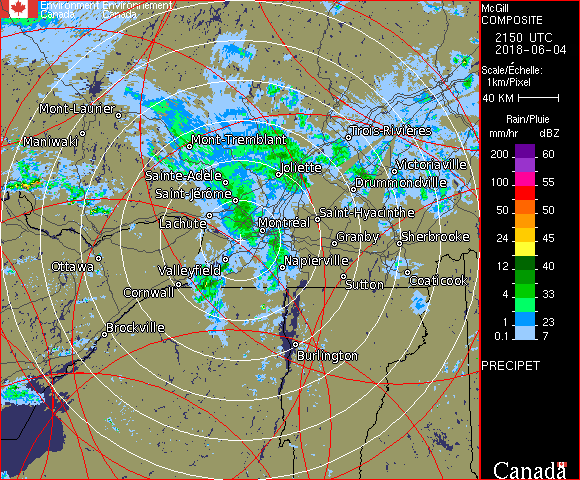 Environment Environnement
Canada Canada
McGill
COMPOSITE
2150 UTC
2018-06-04
Scale/Échelle:
1km/Pixel
40 KM
Rain/Pluie
mm/hr dBZ
200 60
100 55
50 50
24 45
12 40
4 33
1 23
0.1 7
PRECIPET
Canada
Mont-Laurier
Maniwaki
Mont-Tremblant
Trois-Rivières
Joliette
Victoriaville
Sainte-Adèle
Drummondville
Saint-Jérôme
Saint-Hyacinthe
Lachute
Montréal
Granby
Sherbrooke
Ottawa
Valleyfield
Napierville
Coaticook
Cornwall
Sutton
Brockville
Burlington